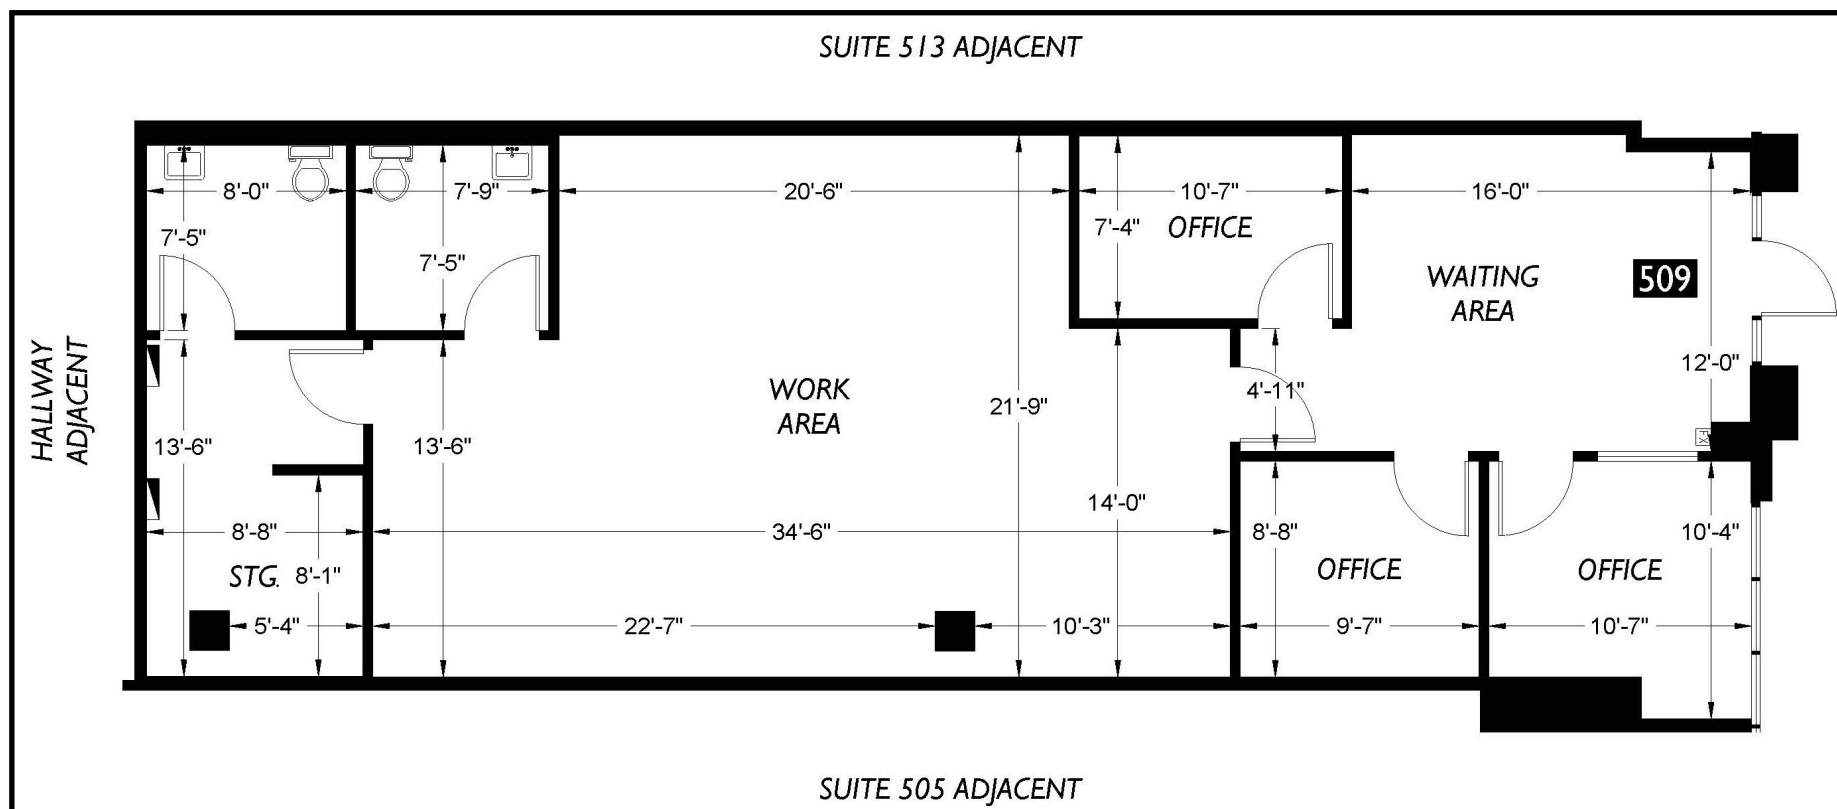 SUITE 513 ADJACENT
8'-0"
7'-9"
20'-6"
10'-7"
16'-0"
7'-5"
7'-5"
7'-4"
OFFICE
WAITING
AREA
509
HALLWAY
ADJACENT
12'-0"
WORK
AREA
4'-11"
21'-9"
FX
13'-6"
13'-6"
14'-0"
8'-8"
34'-6"
8'-8"
10'-4"
STG.
8'-1"
OFFICE
OFFICE
5'-4"
22'-7"
10'-3"
9'-7"
10'-7"
SUITE 505 ADJACENT